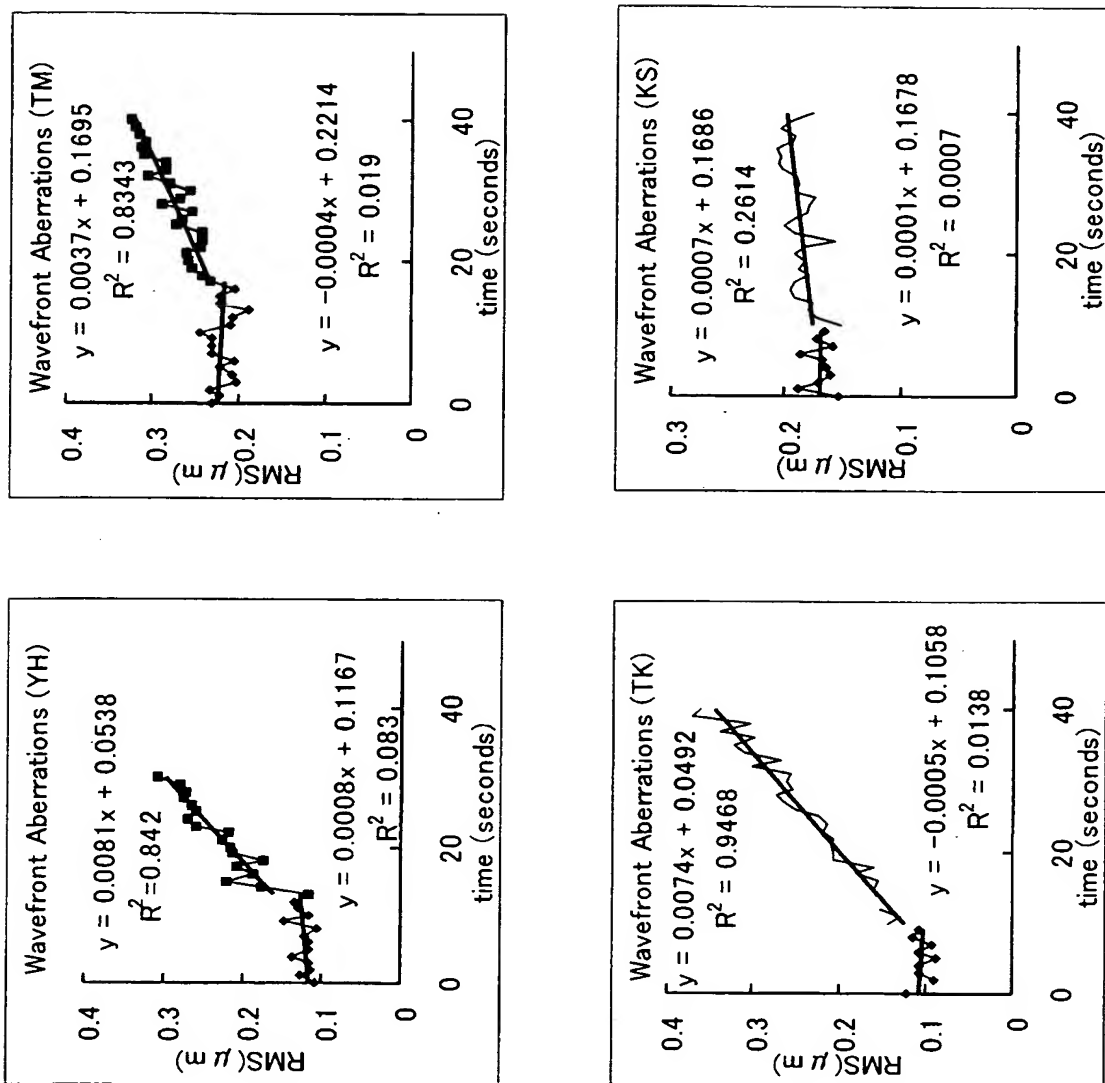 Wavefront Aberrations (YH)
y = 0.0081x + 0.0538
R²=0.842
0.4
0.3
0.2
0.1
0
RMS(μm)
y = 0.0008x + 0.1167
R² = 0.083
0 20 40
time (seconds)
Wavefront Aberrations (TM)
y = 0.0037x + 0.1695
R² = 0.8343
0.4
0.3
0.2
0.1
0
RMS(μm)
y = -0.0004x + 0.2214
R² = 0.019
0 20 40
time (seconds)
Wavefront Aberrations (TK)
y = 0.0074x + 0.0492
R² = 0.9468
0.4
0.3
0.2
0.1
0
RMS(μm)
y = -0.0005x + 0.1058
R² = 0.0138
0 20 40
time (seconds)
Wavefront Aberrations (KS)
y = 0.0007x + 0.1686
R² = 0.2614
0.3
0.2
0.1
0
RMS(μm)
y = 0.0001x + 0.1678
R² = 0.0007
0 20 40
time (seconds)